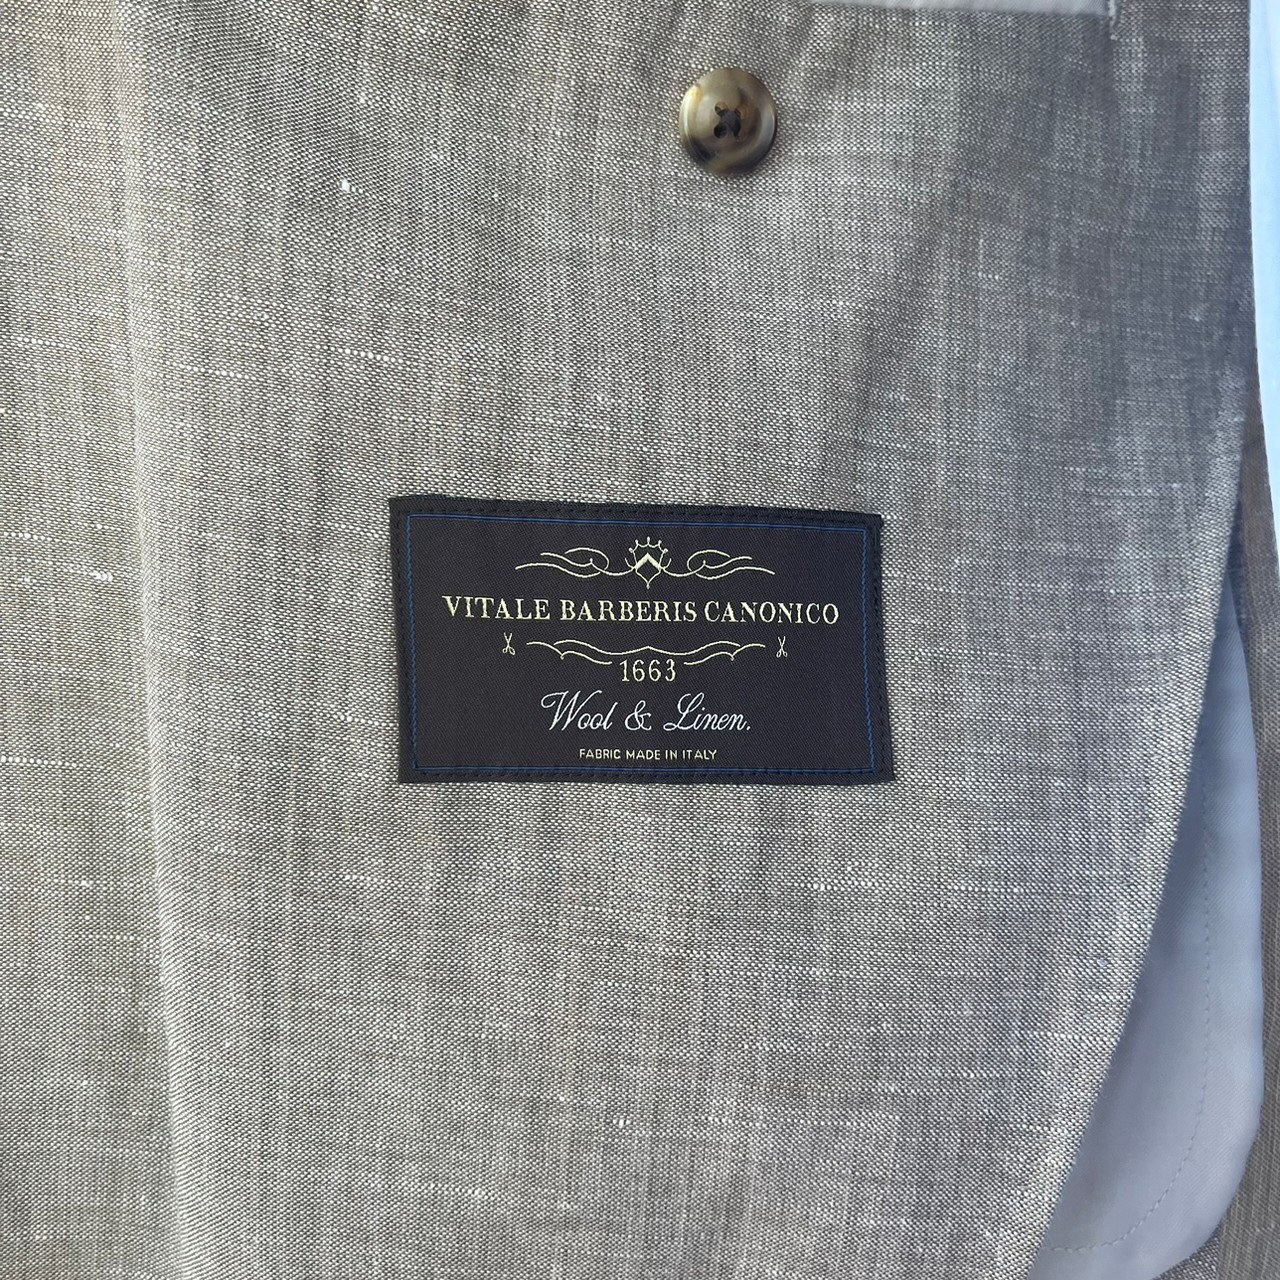 VITALE BARBERIS CANONICO
1663
Wool & Linen.
FABRIC MADE IN ITALY